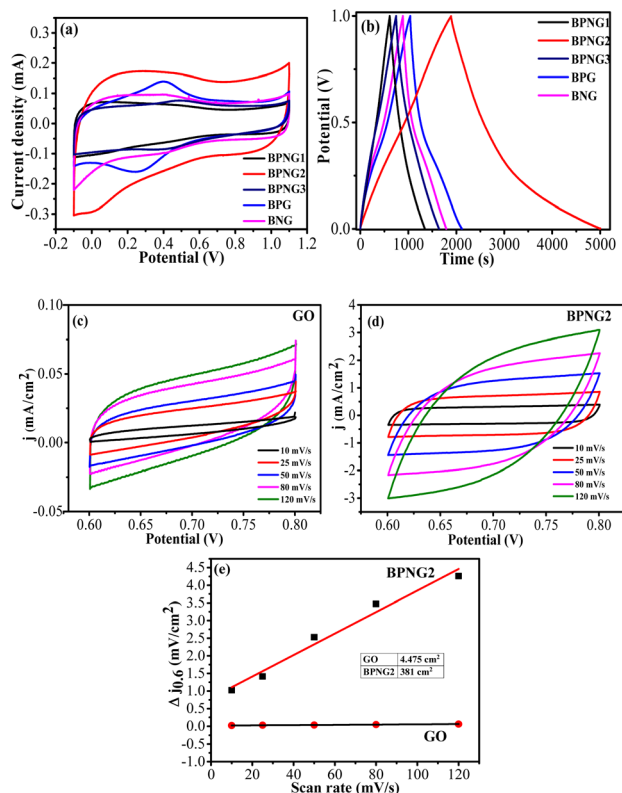 (a)
Current density (mA)
0.3
0.2
0.1
0.0
0.1
-0.2
-0.3
0.0 0.2 0.4 0.6 0.8 1.0 1.2
Potential (V)
BPNG1
BPNG2
BPNG3
BPG
BNG
(b)
Potential (V)
1.0
0.5
0.0
0 1000 2000 3000 4000 5000
Time (s)
BPNG1
BPNG2
BPNG3
BPG
BNG
(c)
GO
j (mA/cm²)
0.10
0.05
0.00
-0.05
0.60 0.65 0.70 0.75 0.80
Potential (V)
10 mV/s
25 mV/s
50 mV/s
80 mV/s
120 mV/s
(d)
BPNG2
j (mA/cm²)
4
3
2
1
0
-1
-2
-3
0.60 0.65 0.70 0.75 0.80
Potential (V)
10 mV/s
25 mV/s
50 mV/s
80 mV/s
120 mV/s
(e)
BPNG2
Δ j0.6 (mV/cm²)
4.5
4.0
3.5
3.0
2.5
2.0
1.5
1.0
0.5
0.0
-0.5
-1.0
GO 4.475 cm²
BPNG2 381 cm²
GO
0 20 40 60 80 100 120
Scan rate (mV/s)